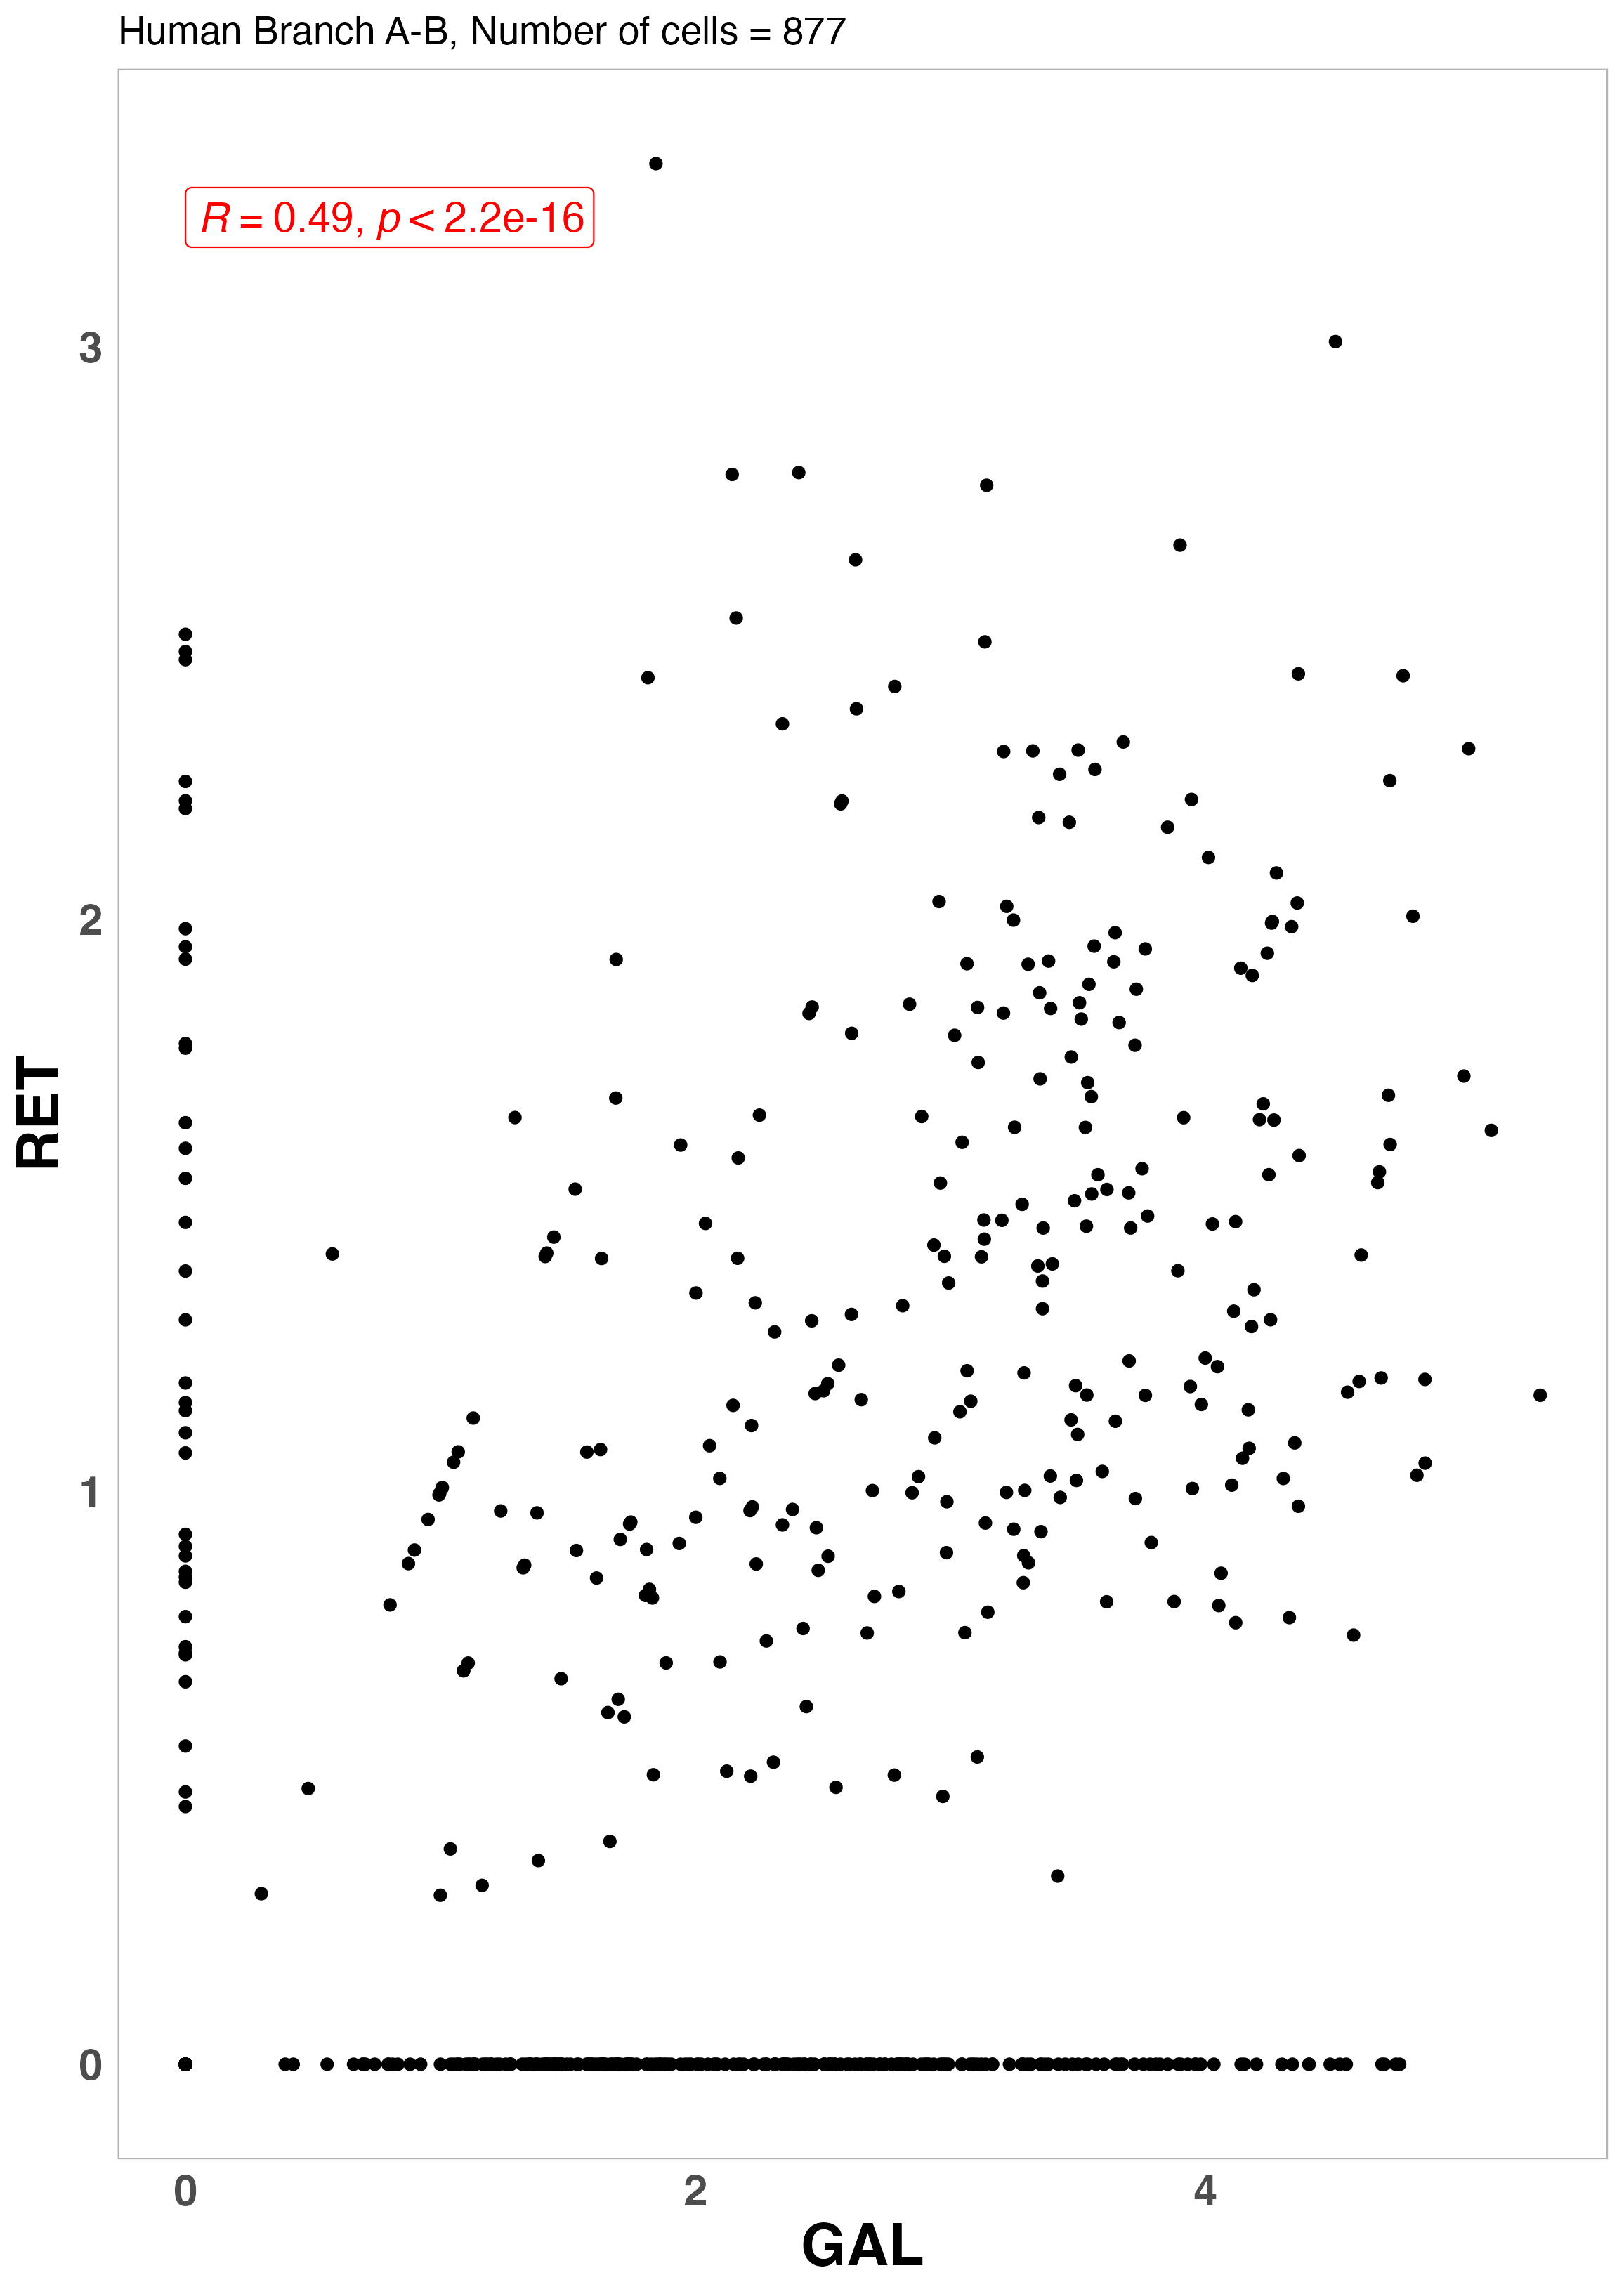 Human Branch A-B, Number of cells = 877
R = 0.49, p < 2.2e-16
3
2
RET
1
0
0 2 4
GAL